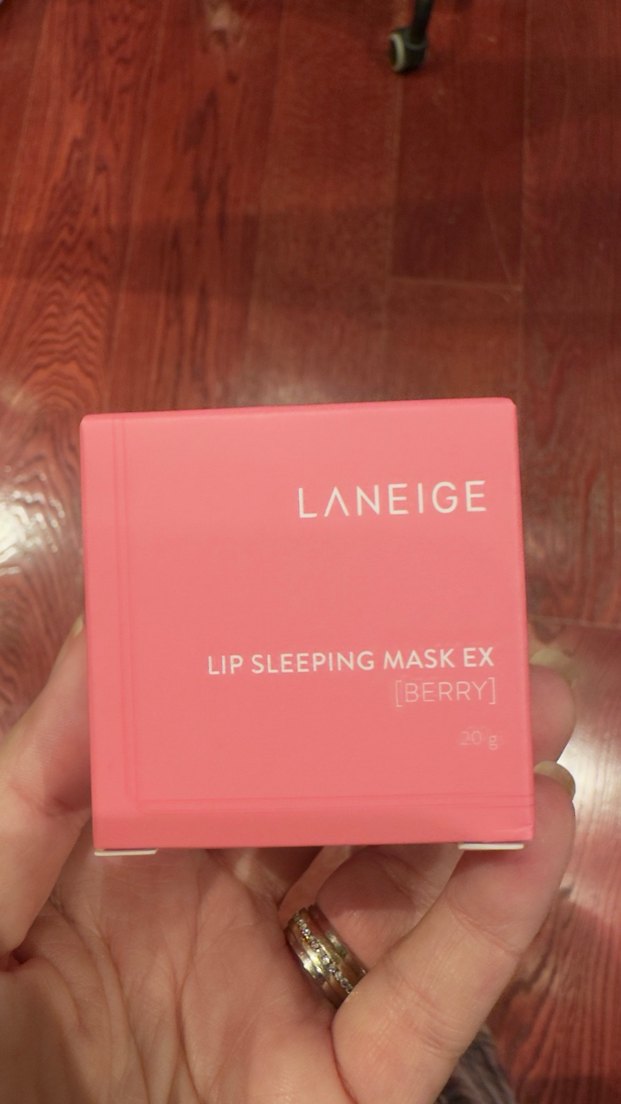 LANEIGE
LIP SLEEPING MASK EX
[BERRY]
20 g